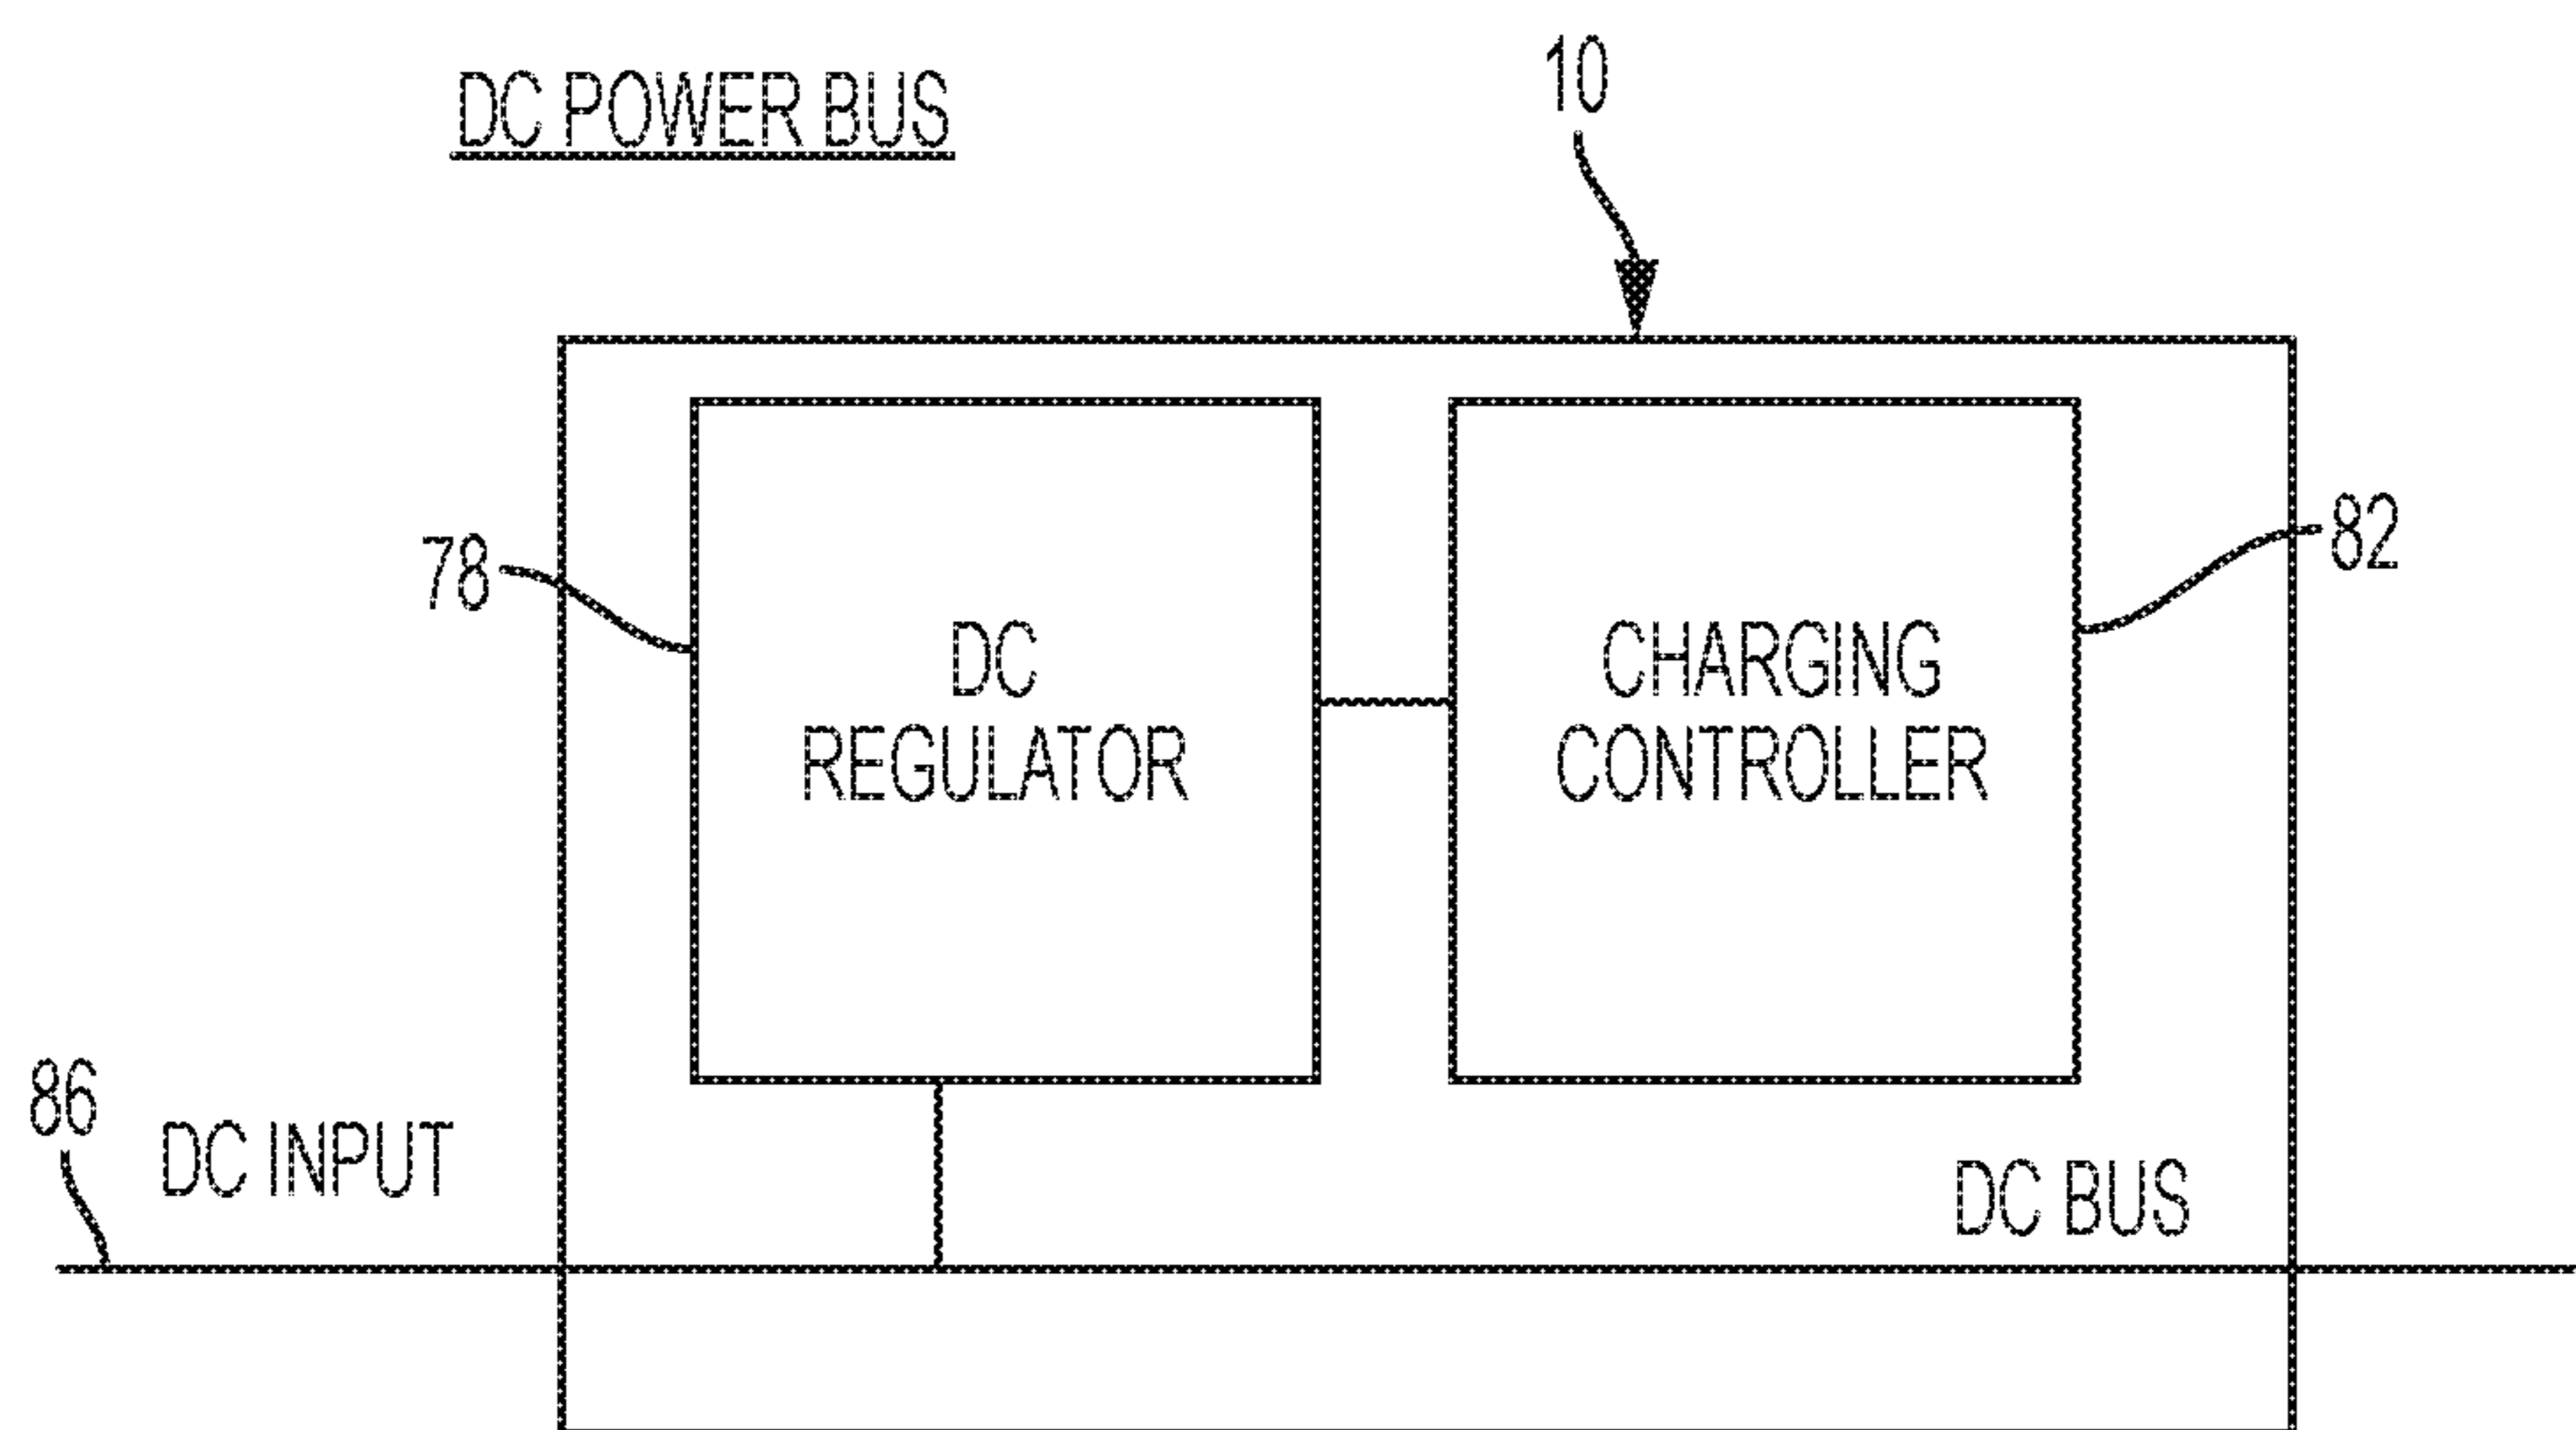 DC POWER BUS
10
78
82
DC
REGULATOR
CHARGING
CONTROLLER
86
DC INPUT
DC BUS